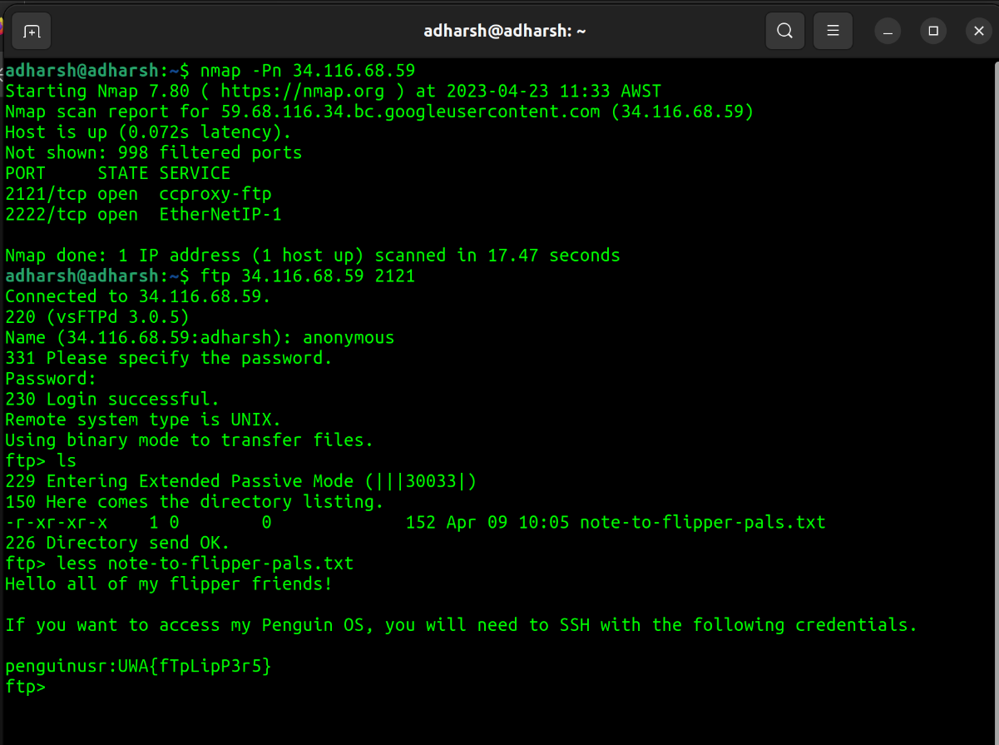 adharsh@adharsh: ~
adharsh@adharsh:~$ nmap -Pn 34.116.68.59
Starting Nmap 7.80 ( https://nmap.org ) at 2023-04-23 11:33 AWST
Nmap scan report for 59.68.116.34.bc.googleusercontent.com (34.116.68.59)
Host is up (0.072s latency).
Not shown: 998 filtered ports
PORT     STATE SERVICE
2121/tcp open  ccproxy-ftp
2222/tcp open  EtherNetIP-1
Nmap done: 1 IP address (1 host up) scanned in 17.47 seconds
adharsh@adharsh:~$ ftp 34.116.68.59 2121
Connected to 34.116.68.59.
220 (vsFTPd 3.0.5)
Name (34.116.68.59:adharsh): anonymous
331 Please specify the password.
Password:
230 Login successful.
Remote system type is UNIX.
Using binary mode to transfer files.
ftp> ls
229 Entering Extended Passive Mode (|||30033|)
150 Here comes the directory listing.
-r-xr-xr-x    1 0        0             152 Apr 09 10:05 note-to-flipper-pals.txt
226 Directory send OK.
ftp> less note-to-flipper-pals.txt
Hello all of my flipper friends!
If you want to access my Penguin OS, you will need to SSH with the following credentials.
penguinusr:UWA{fTpLipP3r5}
ftp>